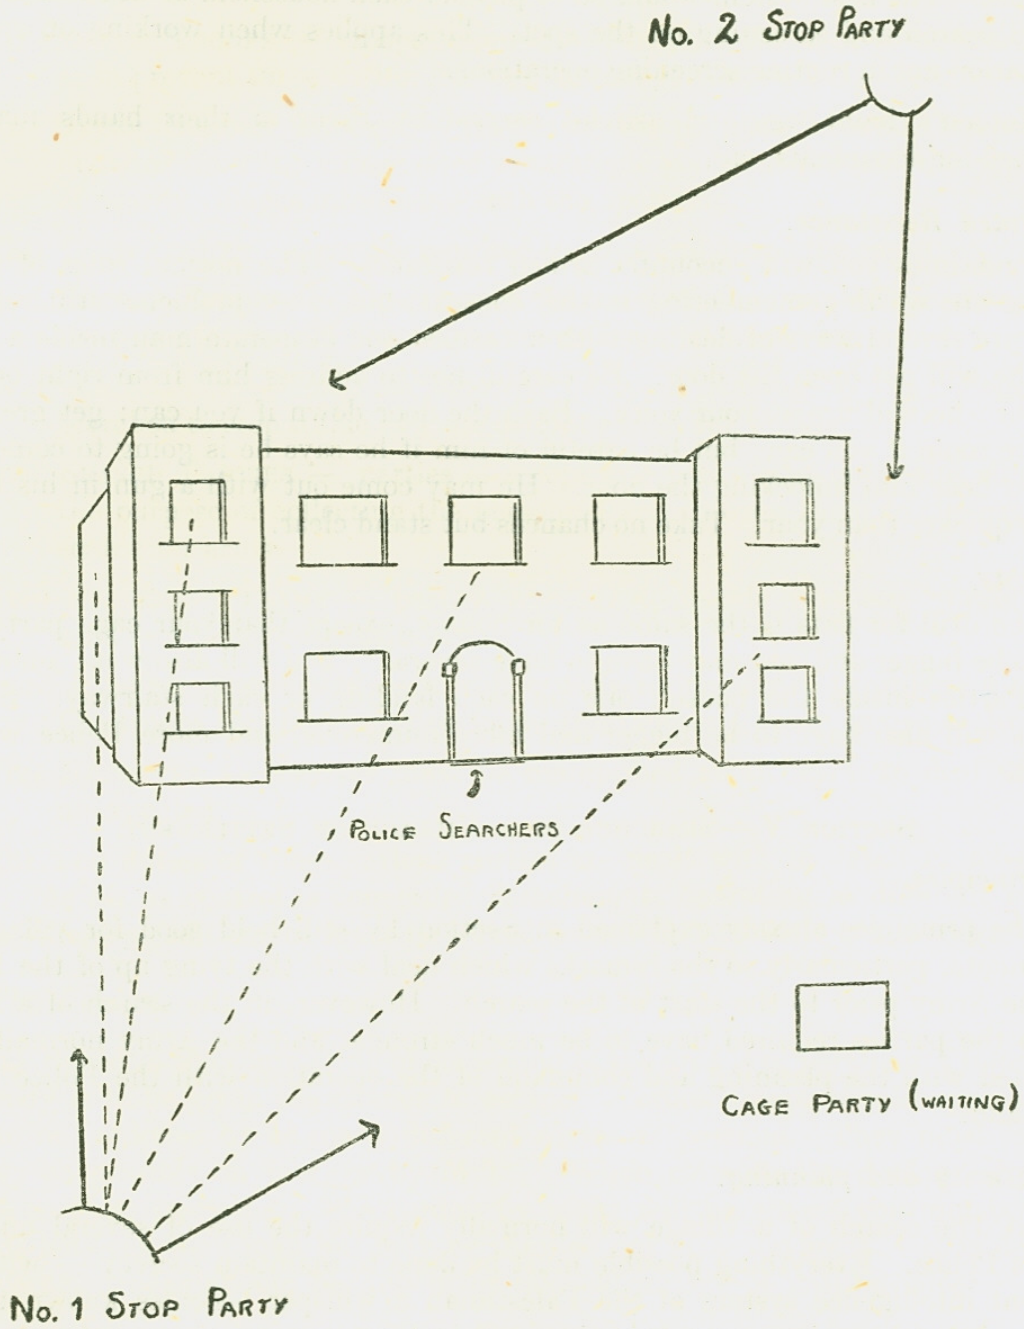 No. 2 STOP PARTY
POLICE SEARCHERS
CAGE PARTY (WAITING)
No. 1 STOP PARTY